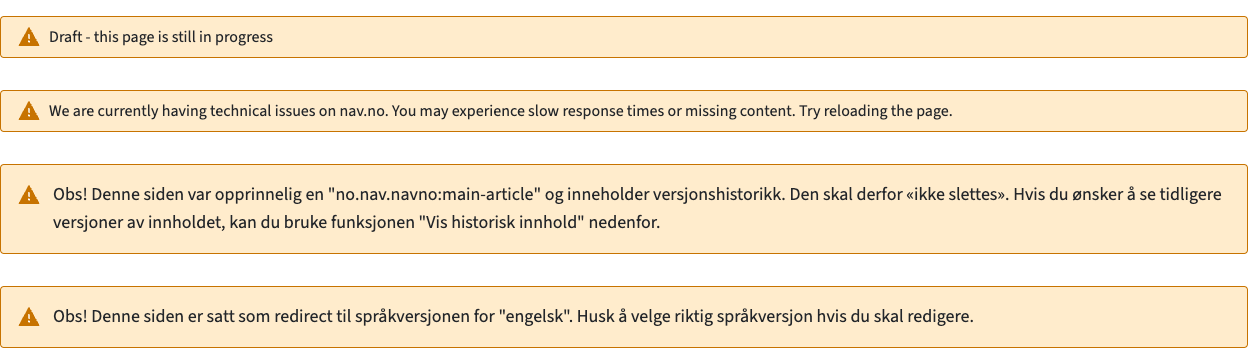 Draft - this page is still in progress
We are currently having technical issues on nav.no. You may experience slow response times or missing content. Try reloading the page.
Obs! Denne siden var opprinnelig en "no.nav.navno:main-article" og inneholder versjonshistorikk. Den skal derfor «ikke slettes». Hvis du ønsker å se tidligere
versjoner av innholdet, kan du bruke funksjonen "Vis historisk innhold" nedenfor.
Obs! Denne siden er satt som redirect til språkversjonen for "engelsk". Husk å velge riktig språkversjon hvis du skal redigere.